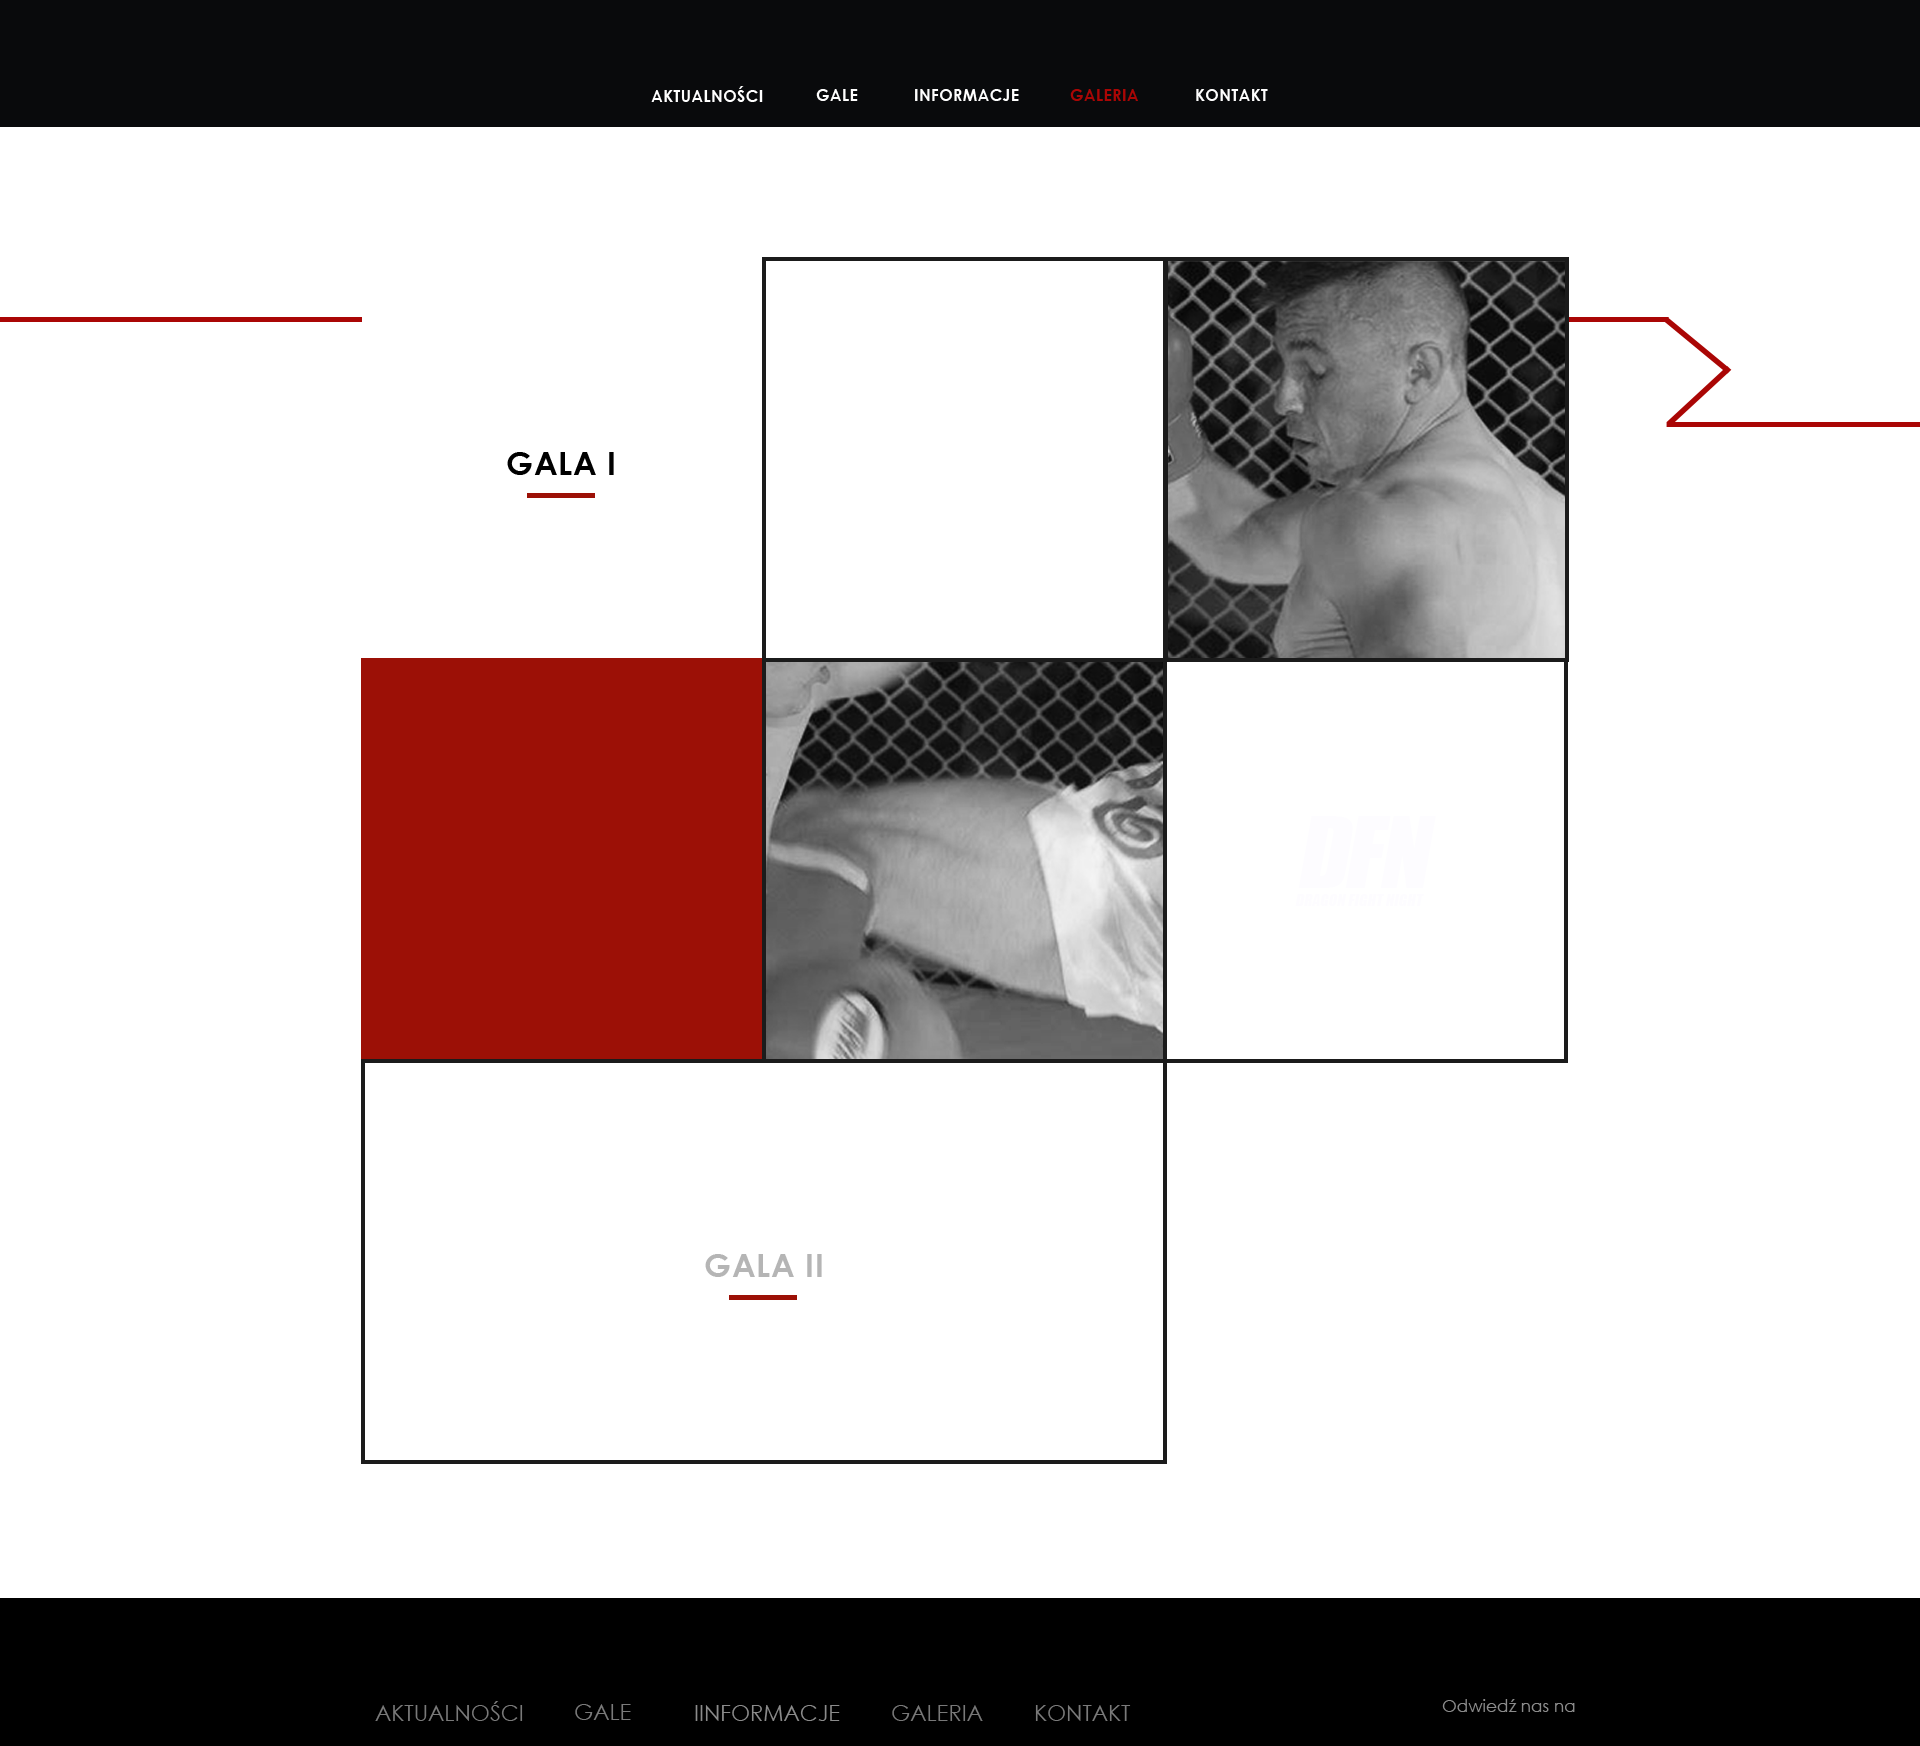 AKTUALNOŚCI GALE INFORMACJE GALERIA KONTAKT
GALA I
DFN
GALA II
AKTUALNOŚCI GALE IINFORMACJE GALERIA KONTAKT
Odwiedź nas na